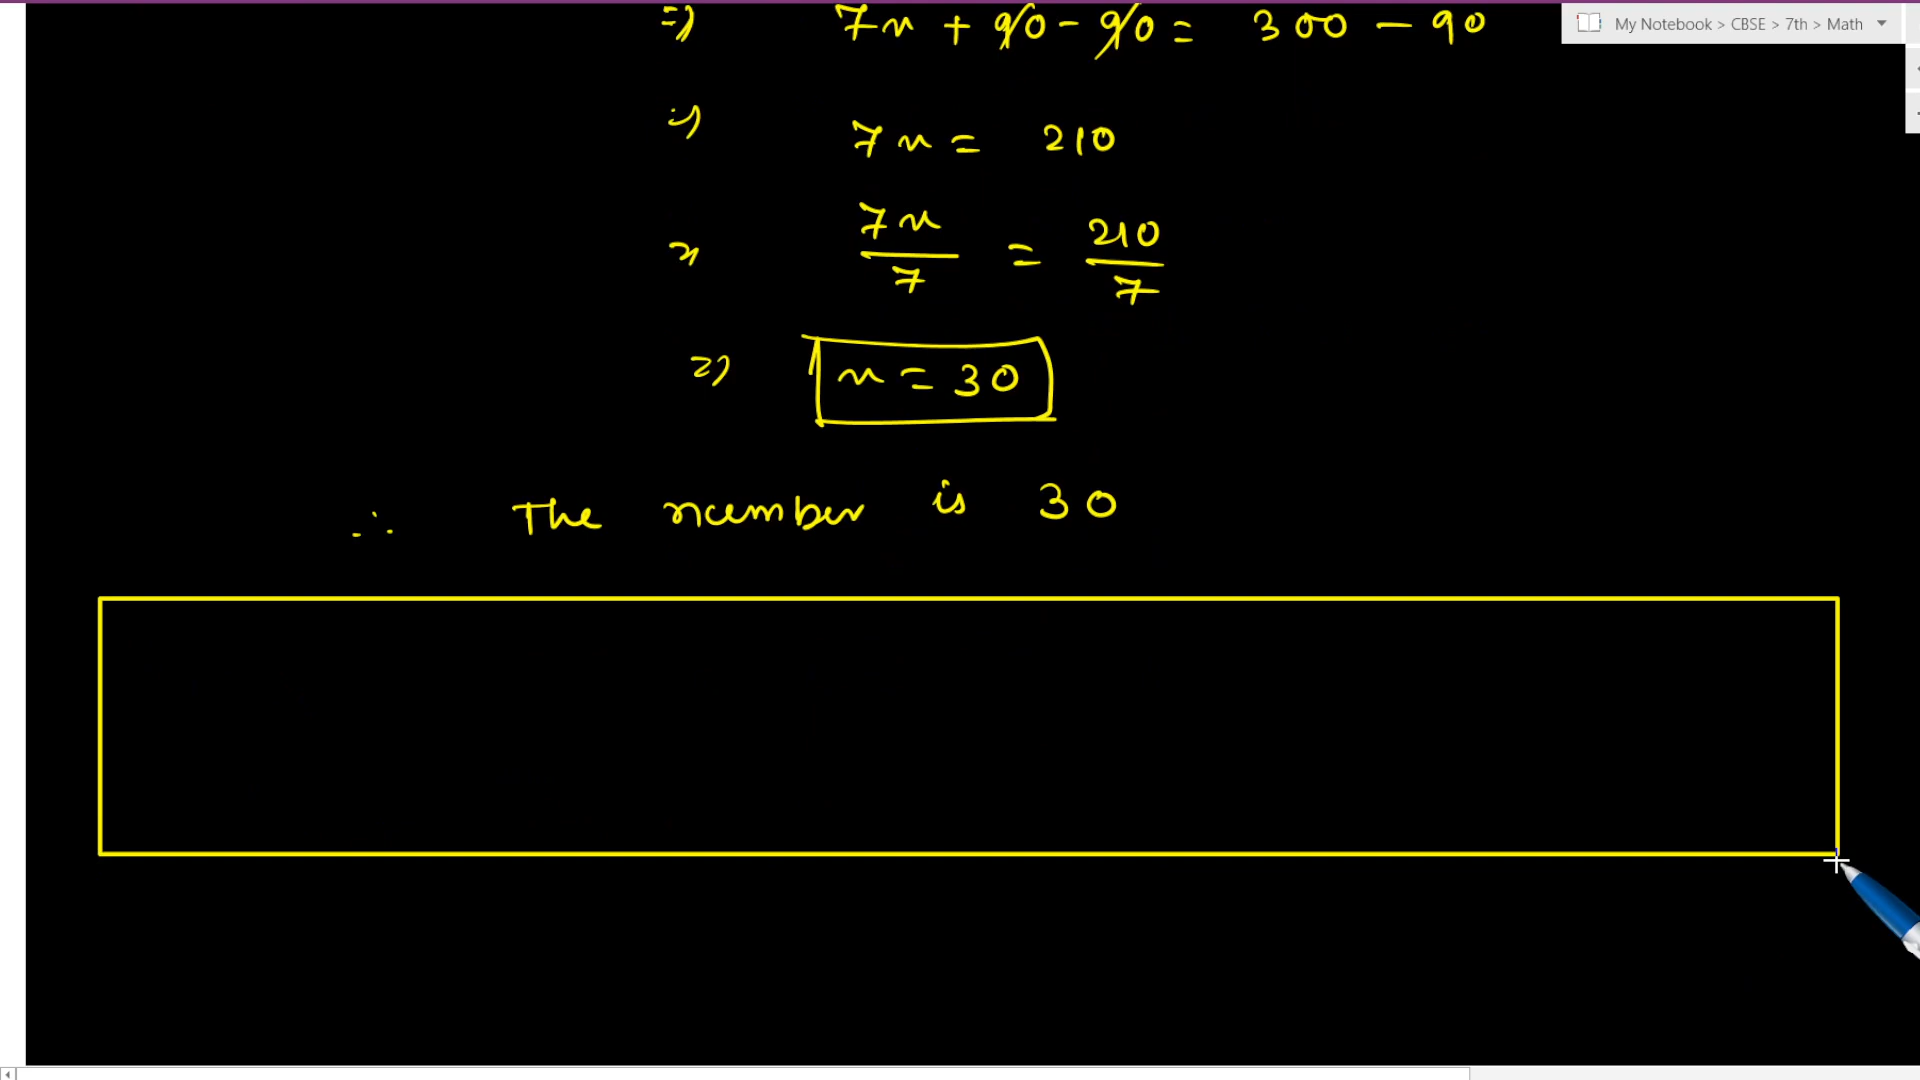 ⇒ 7x + 90 - 90 = 300 - 90
My Notebook > CBSE > 7th > Math
⇒ 7x = 210
⇒ 7x/7 = 210/7
⇒ x = 30
∴ The number is 30